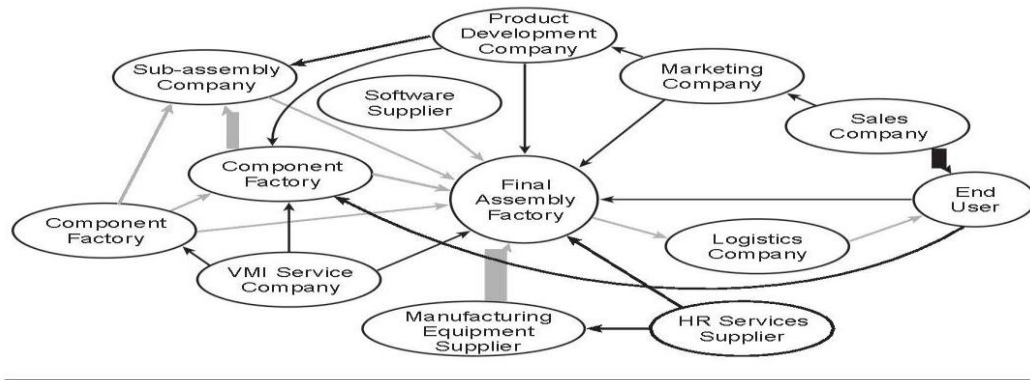 Product
Development
Company
Sub-assembly
Company
Marketing
Company
Software
Supplier
Sales
Company
Component
Factory
Final
Assembly
Factory
End
User
Component
Factory
Logistics
Company
VMI Service
Company
Manufacturing
Equipment
Supplier
HR Services
Supplier